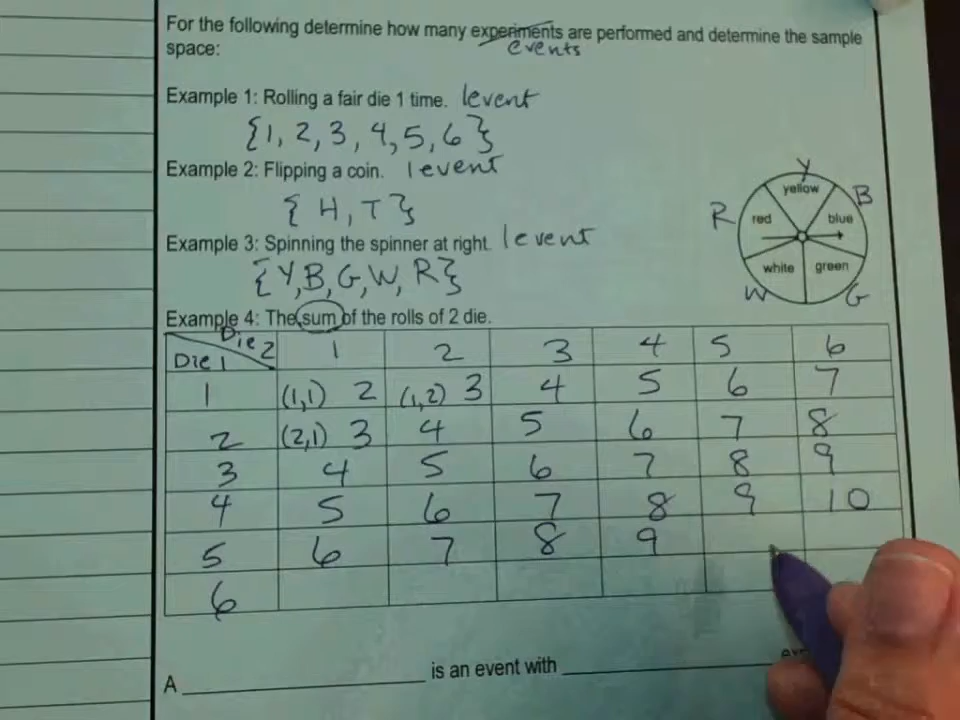 For the following determine how many experiments are performed and determine the sample
events
space:
Example 1: Rolling a fair die 1 time. 1 event
{1, 2, 3, 4, 5, 6}
Example 2: Flipping a coin. 1 event
{H, T}
Example 3: Spinning the spinner at right. 1 event
{Y, B, G, W, R}
Y
yellow
B
blue
R
red
white
green
W
G
Example 4: The sum of the rolls of 2 die.
Die 2
Die 1
1 2 3 4 5 6
1 (1,1) 2 (1,2) 3 4 5 6 7
2 (2,1) 3 4 5 6 7 8
3 4 5 6 7 8 9
4 5 6 7 8 9 10
5 6 7 8 9
6
A ____ is an event with ____